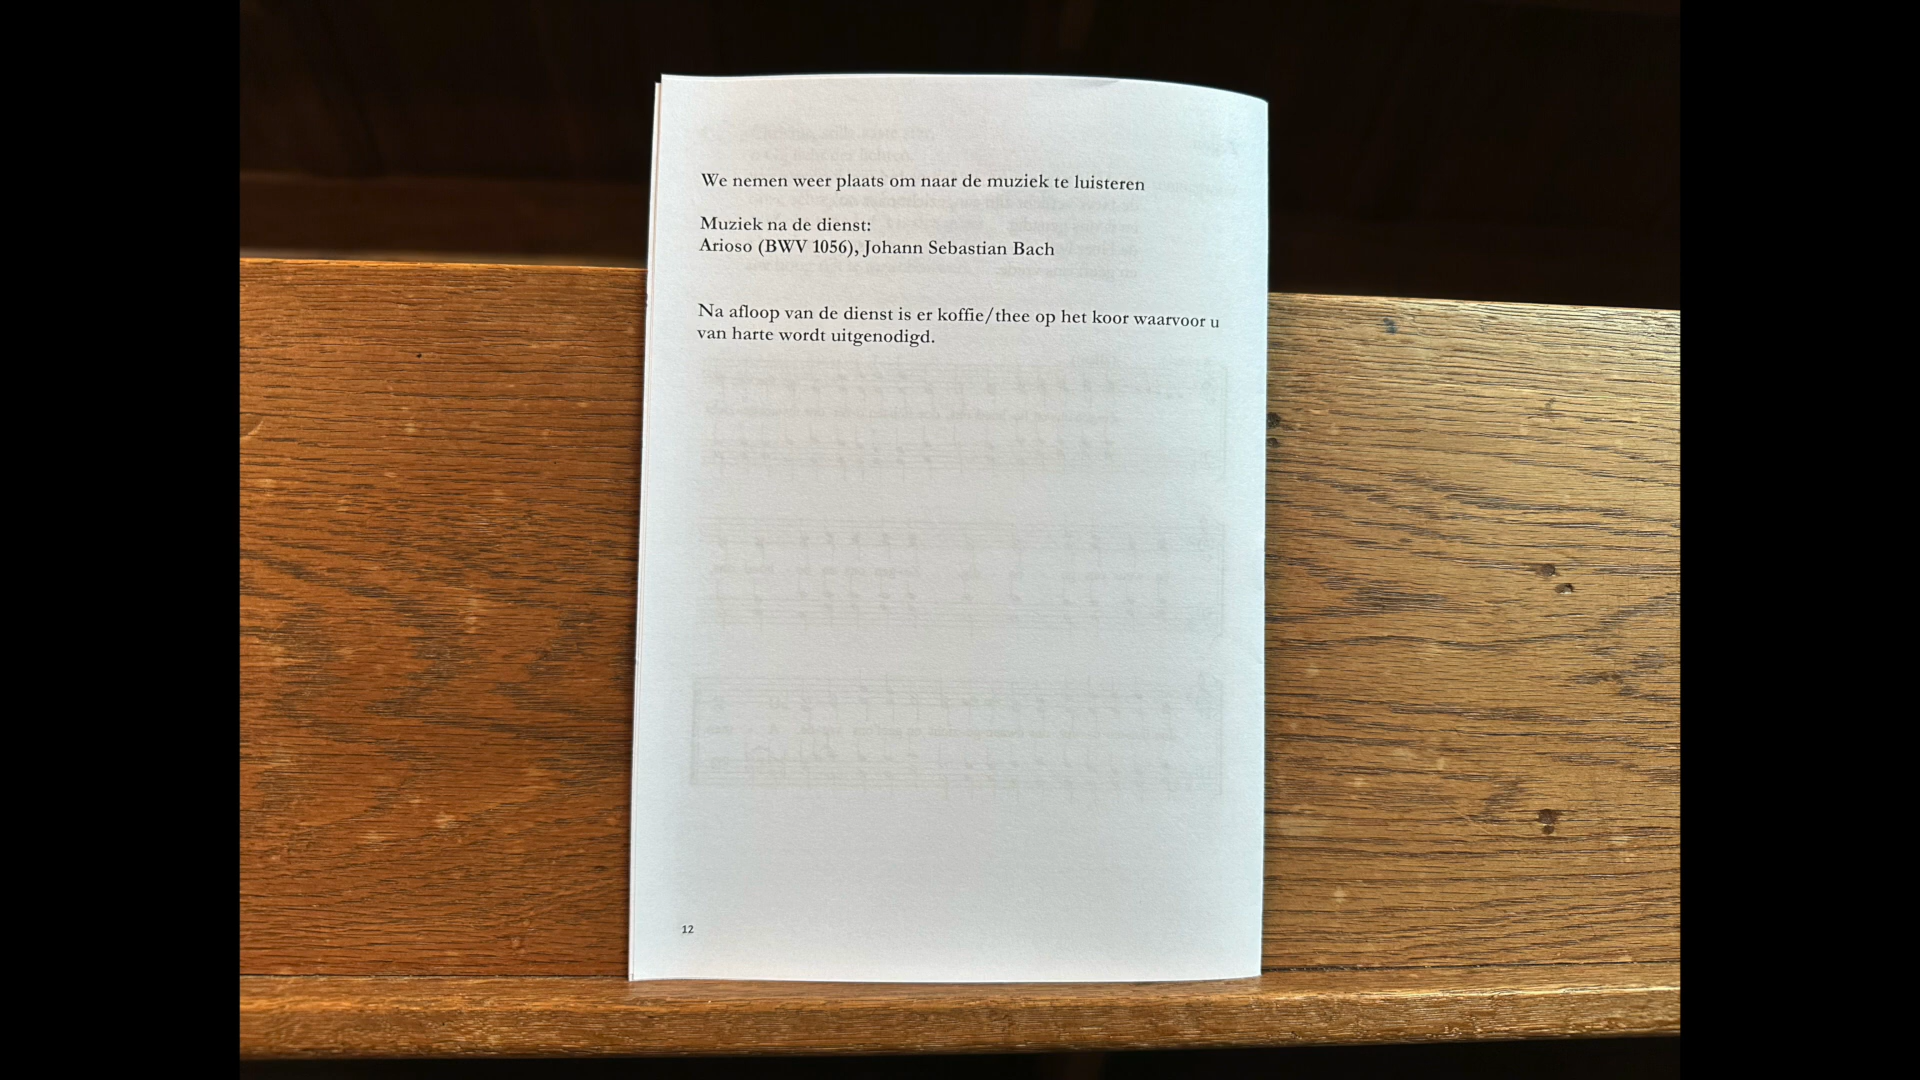 We nemen weer plaats om naar de muziek te luisteren
Muziek na de dienst:
Arioso (BWV 1056), Johann Sebastian Bach
Na afloop van de dienst is er koffie/thee op het koor waarvoor u
van harte wordt uitgenodigd.
12